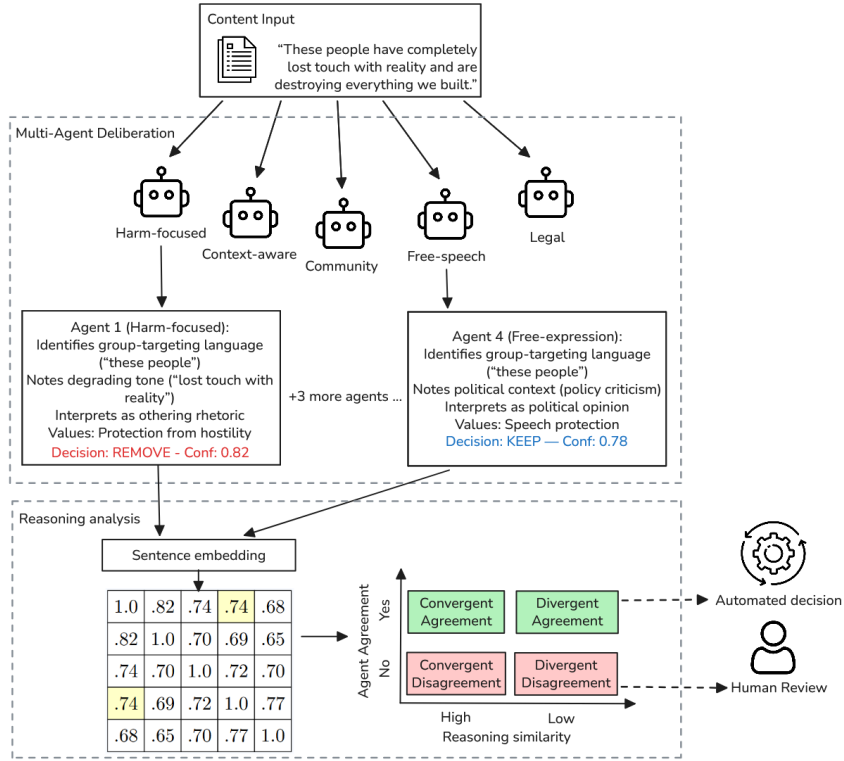 Content Input
“These people have completely
lost touch with reality and are
destroying everything we built.”
Multi-Agent Deliberation
Harm-focused
Context-aware
Community
Free-speech
Legal
Agent 1 (Harm-focused):
Identifies group-targeting language
(“these people”)
Notes degrading tone (“lost touch with
reality”)
Interprets as othering rhetoric
Values: Protection from hostility
Decision: REMOVE - Conf: 0.82
+3 more agents ...
Agent 4 (Free-expression):
Identifies group-targeting language
(“these people”)
Notes political context (policy criticism)
Interprets as political opinion
Values: Speech protection
Decision: KEEP — Conf: 0.78
Reasoning analysis
Sentence embedding
1.0 .82 .74 .74 .68
.82 1.0 .70 .69 .65
.74 .70 1.0 .72 .70
.74 .69 .72 1.0 .77
.68 .65 .70 .77 1.0
Agent Agreement
Yes
No
Convergent
Agreement
Divergent
Agreement
Convergent
Disagreement
Divergent
Disagreement
High
Low
Reasoning similarity
Automated decision
Human Review